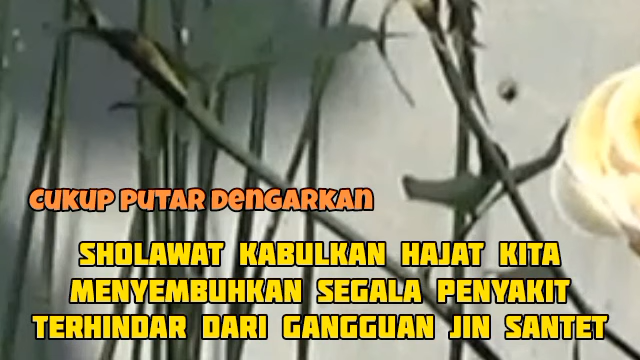 CUKUP PUTAR DENGARKAN
SHOLAWAT KABULKAN HAJAT KITA
MENYEMBUHKAN SEGALA PENYAKIT
TERHINDAR DARI GANGGUAN JIN SANTET